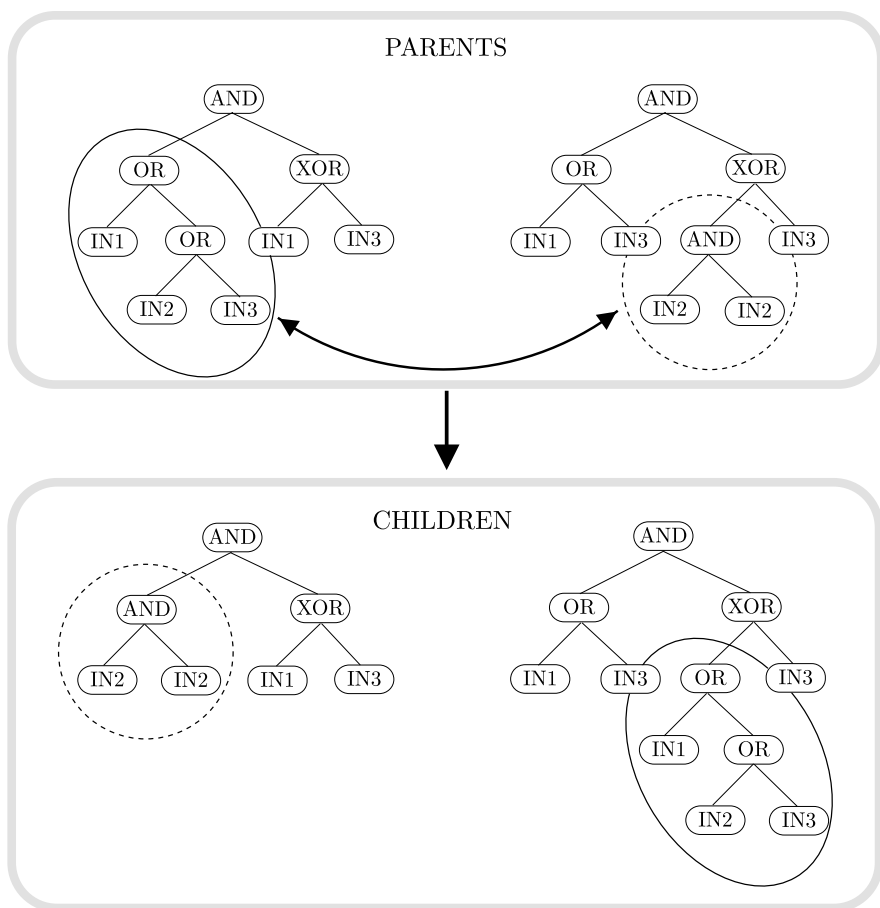 PARENTS
AND AND
OR XOR OR XOR
IN1 OR IN1 IN3 IN1 IN3 AND IN3
IN2 IN3 IN2 IN2
CHILDREN
AND AND
AND XOR OR XOR
IN2 IN2 IN1 IN3 IN1 IN3 OR IN3
IN1 OR
IN2 IN3